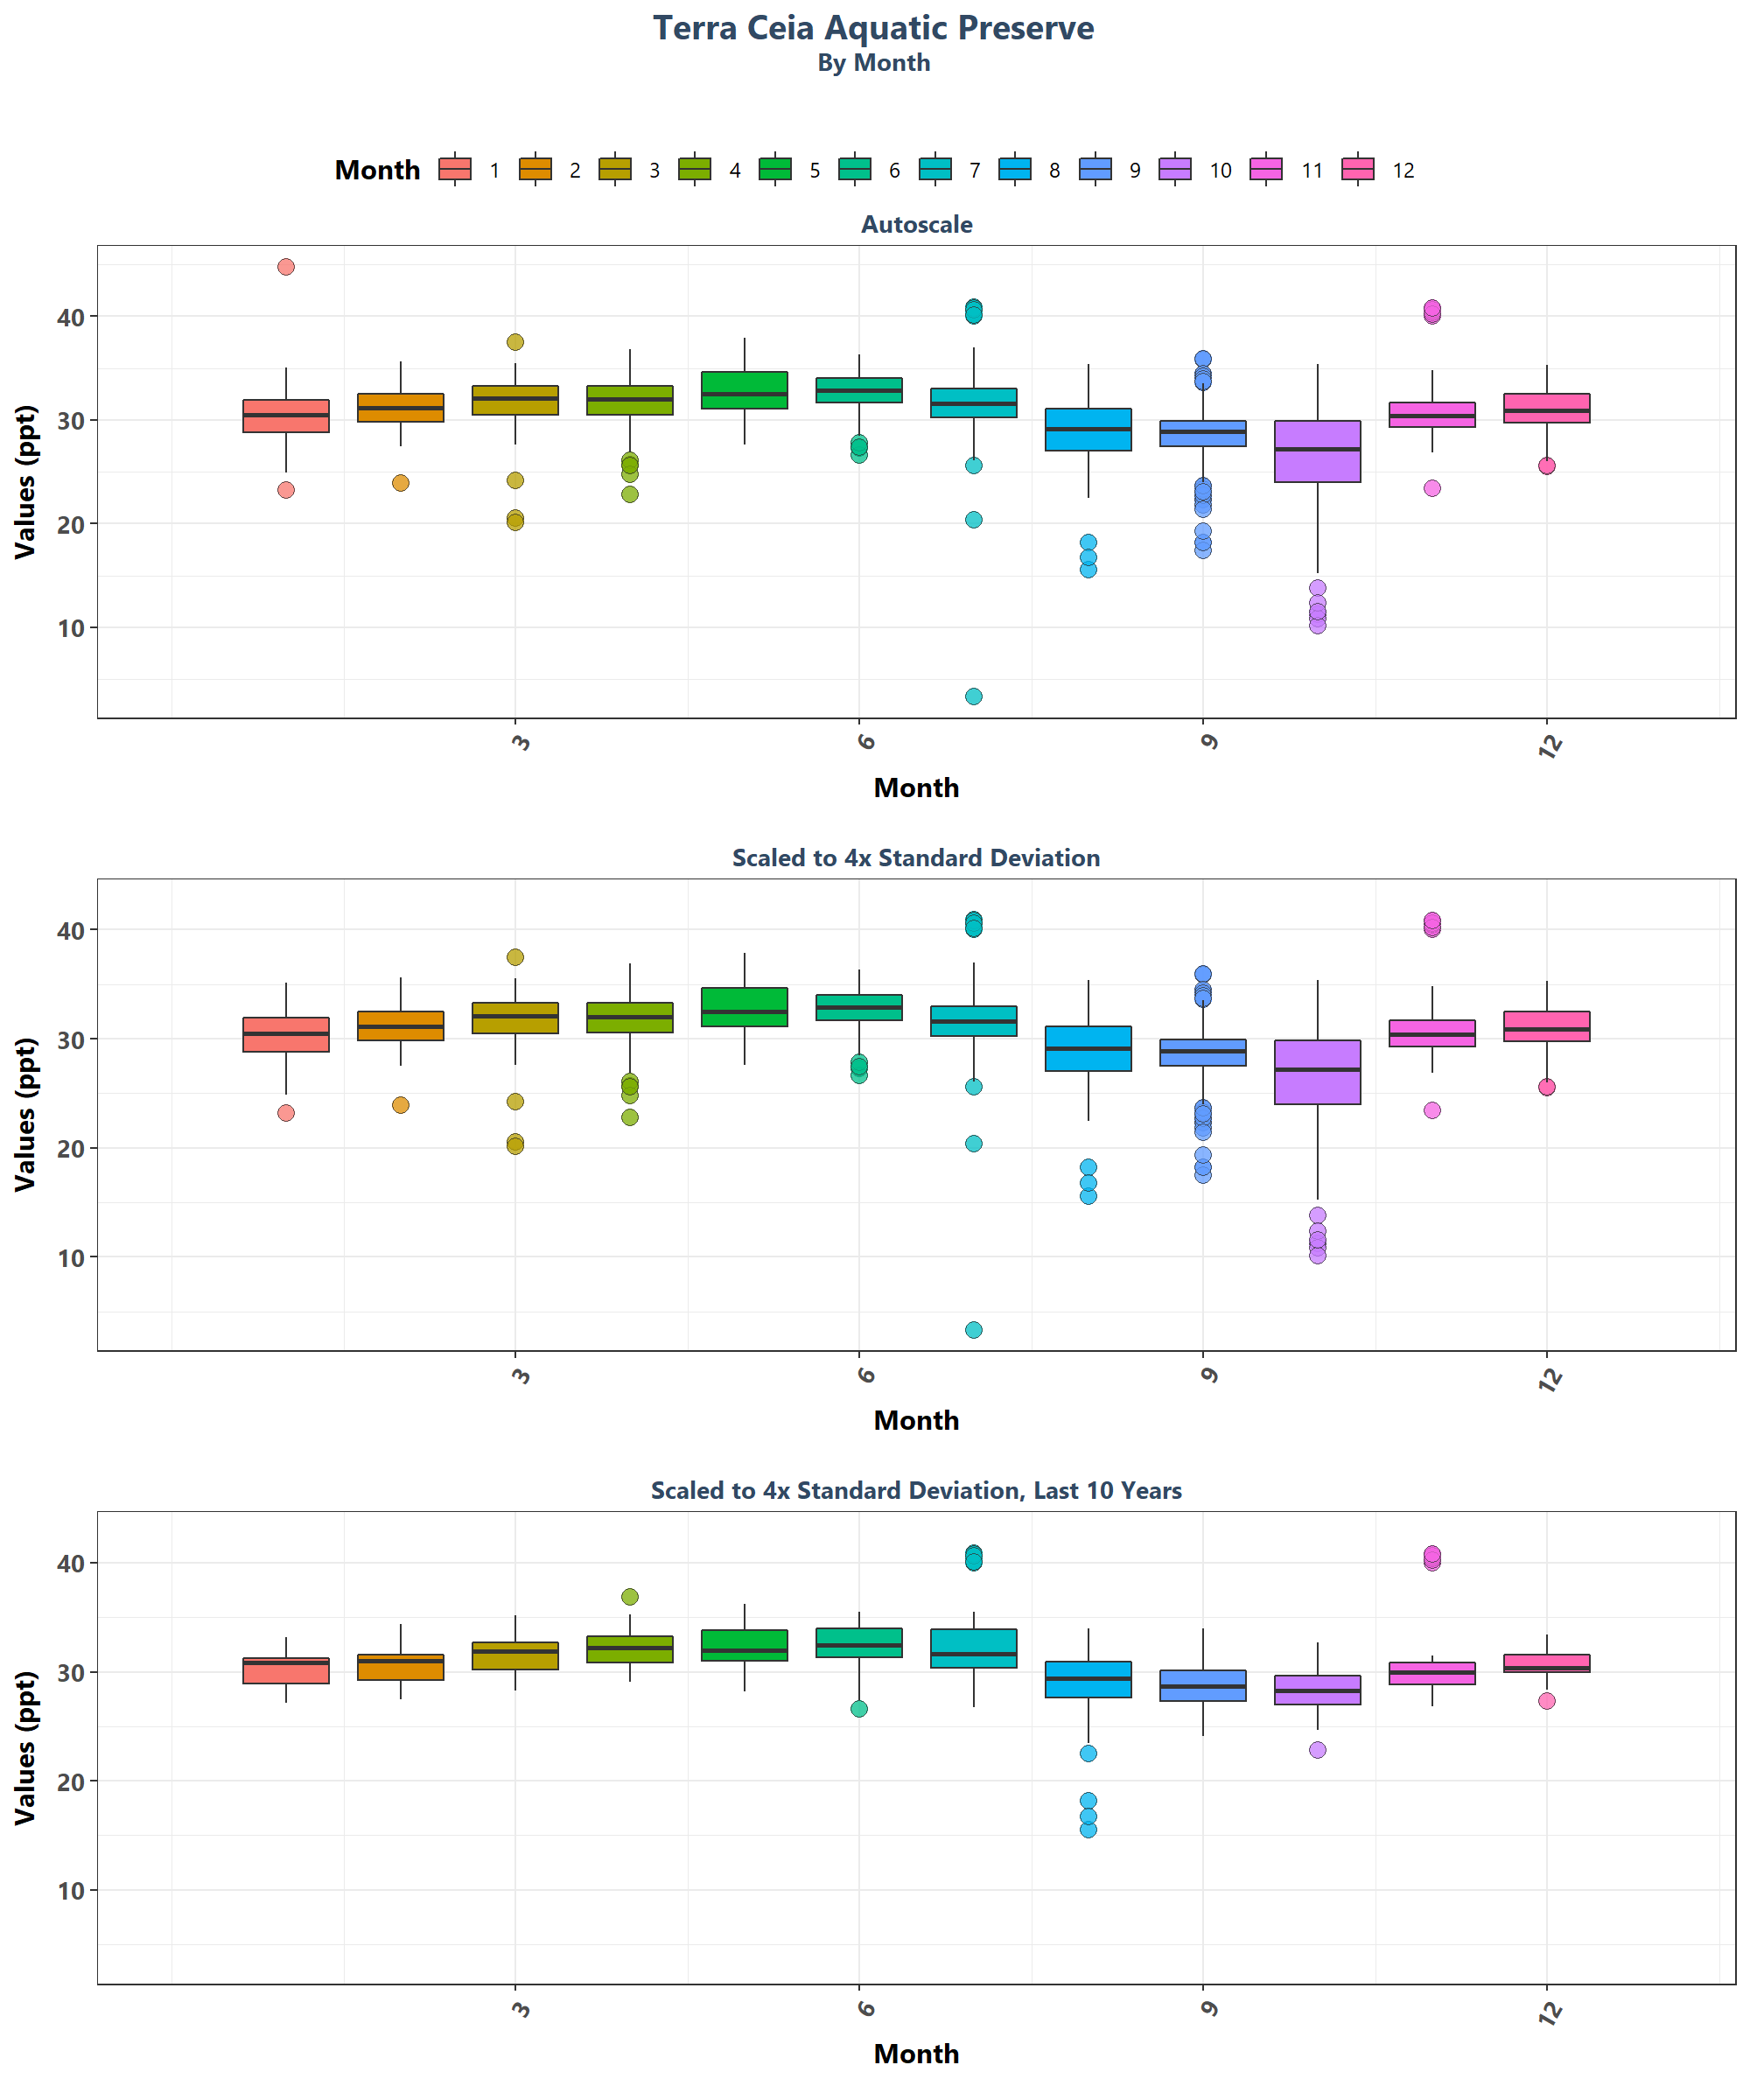 Terra Ceia Aquatic Preserve
By Month
Month 1 2 3 4 5 6 7 8 9 10 11 12
Autoscale
Values (ppt)
40
30
20
10
3 6 9 12
Month
Scaled to 4x Standard Deviation
Values (ppt)
40
30
20
10
3 6 9 12
Month
Scaled to 4x Standard Deviation, Last 10 Years
Values (ppt)
40
30
20
10
3 6 9 12
Month